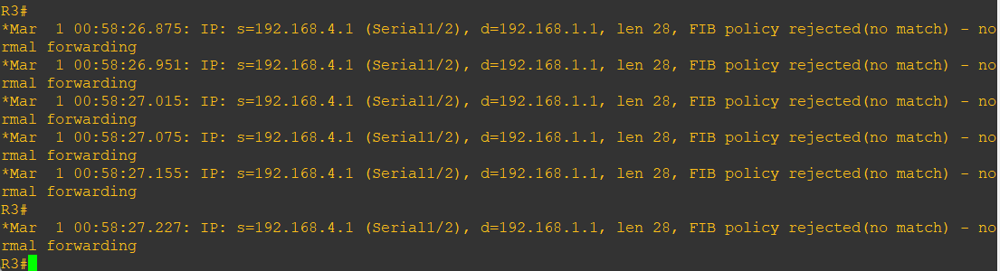 R3#
*Mar  1 00:58:26.875: IP: s=192.168.4.1 (Serial1/2), d=192.168.1.1, len 28, FIB policy rejected(no match) - no
rmal forwarding
*Mar  1 00:58:26.951: IP: s=192.168.4.1 (Serial1/2), d=192.168.1.1, len 28, FIB policy rejected(no match) - no
rmal forwarding
*Mar  1 00:58:27.015: IP: s=192.168.4.1 (Serial1/2), d=192.168.1.1, len 28, FIB policy rejected(no match) - no
rmal forwarding
*Mar  1 00:58:27.075: IP: s=192.168.4.1 (Serial1/2), d=192.168.1.1, len 28, FIB policy rejected(no match) - no
rmal forwarding
*Mar  1 00:58:27.155: IP: s=192.168.4.1 (Serial1/2), d=192.168.1.1, len 28, FIB policy rejected(no match) - no
rmal forwarding
R3#
*Mar  1 00:58:27.227: IP: s=192.168.4.1 (Serial1/2), d=192.168.1.1, len 28, FIB policy rejected(no match) - no
rmal forwarding
R3#